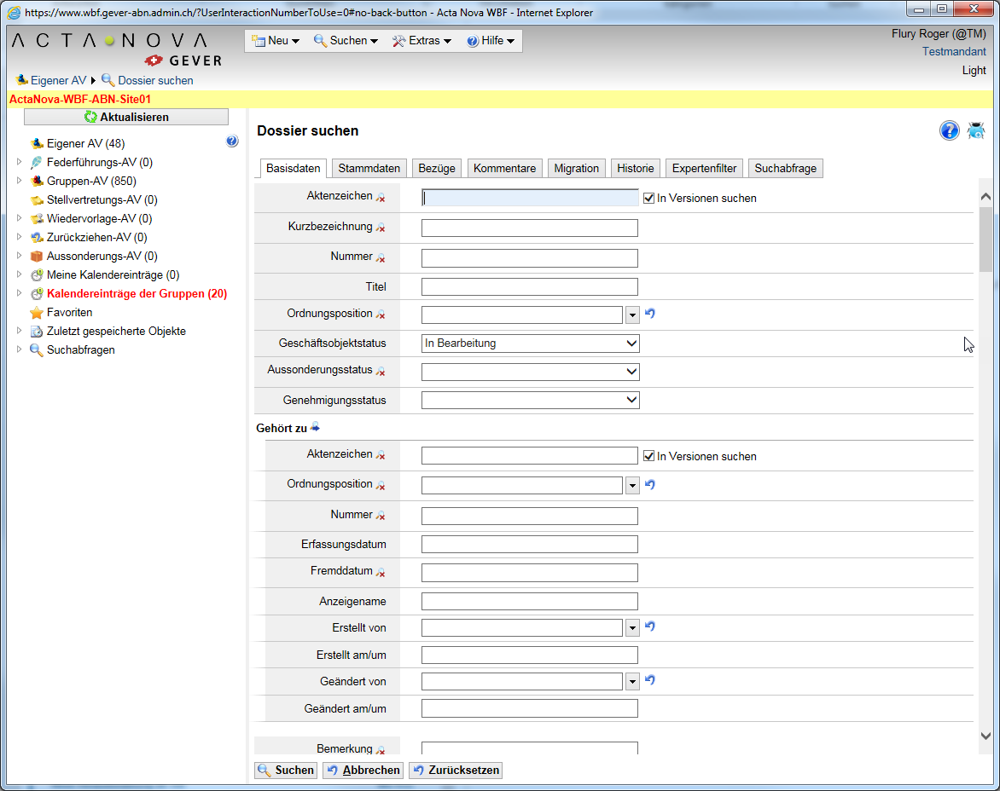 https://www.wbf.gever-abn.admin.ch/?UserInteractionNumberToUse=0#no-back-button - Acta Nova WBF - Internet Explorer
ACTA NOVA
GEVER
Neu Suchen Extras Hilfe
Flury Roger (@TM)
Testmandant
Light
Eigener AV Dossier suchen
ActaNova-WBF-ABN-Site01
Aktualisieren
Eigener AV (48)
Federführungs-AV (0)
Gruppen-AV (850)
Stellvertretungs-AV (0)
Wiedervorlage-AV (0)
Zurückziehen-AV (0)
Aussonderungs-AV (0)
Meine Kalendereinträge (0)
Kalendereinträge der Gruppen (20)
Favoriten
Zuletzt gespeicherte Objekte
Suchabfragen
Dossier suchen
Basisdaten Stammdaten Bezüge Kommentare Migration Historie Expertenfilter Suchabfrage
Aktenzeichen In Versionen suchen
Kurzbezeichnung
Nummer
Titel
Ordnungsposition
Geschäftsobjektstatus In Bearbeitung
Aussonderungsstatus
Genehmigungsstatus
Gehört zu
Aktenzeichen In Versionen suchen
Ordnungsposition
Nummer
Erfassungsdatum
Fremddatum
Anzeigename
Erstellt von
Erstellt am/um
Geändert von
Geändert am/um
Bemerkung
Suchen Abbrechen Zurücksetzen